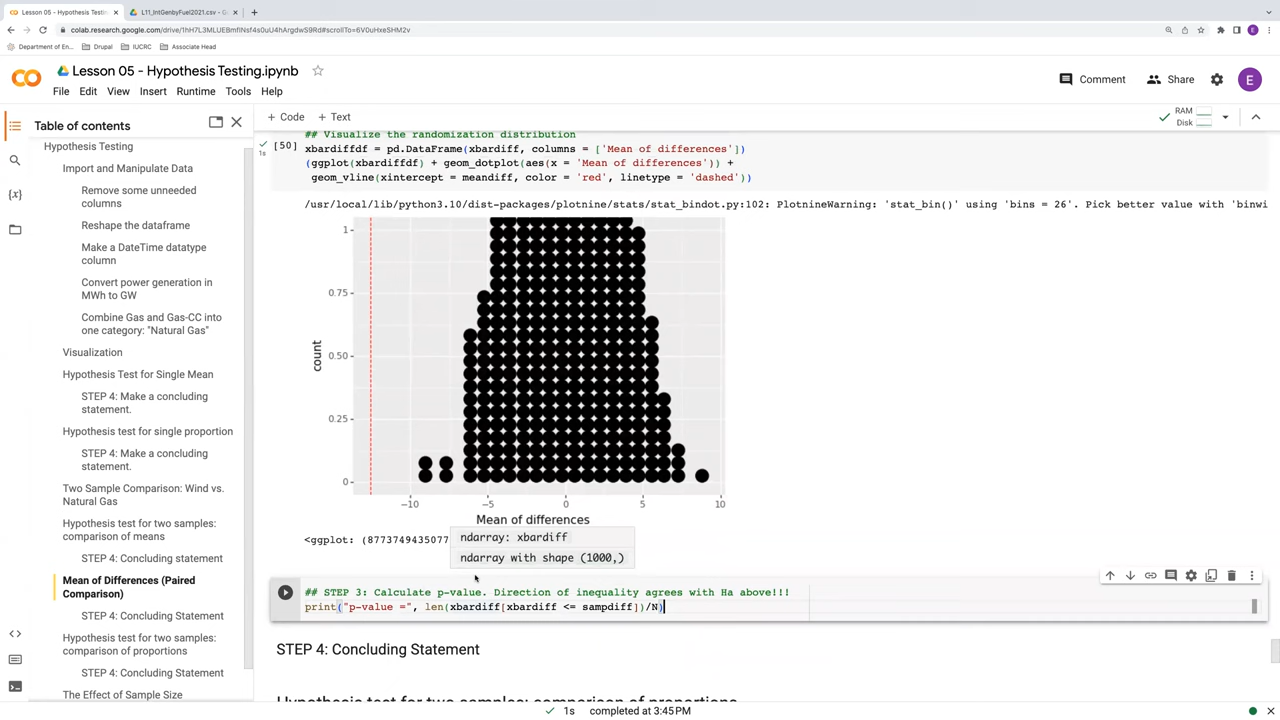 Lesson 05 - Hypothesis Testing
L11_IntGenbyFuel2021.csv - G
colab.research.google.com/drive/1hH7L3MLUEBmfINsf4s0uU4hArgdwS9Rd#scrollTo=6V0uHxeSHM2v
Department of En...
Drupal
IUCRC
Associate Head
CO
Lesson 05 - Hypothesis Testing.ipynb
File Edit View Insert Runtime Tools Help
Comment
Share
E
+ Code + Text
RAM
Disk
Table of contents
Hypothesis Testing
Import and Manipulate Data
Remove some unneeded
columns
Reshape the dataframe
Make a DateTime datatype
column
Convert power generation in
MWh to GW
Combine Gas and Gas-CC into
one category: "Natural Gas"
Visualization
Hypothesis Test for Single Mean
STEP 4: Make a concluding
statement.
Hypothesis test for single proportion
STEP 4: Make a concluding
statement.
Two Sample Comparison: Wind vs.
Natural Gas
Hypothesis test for two samples:
comparison of means
STEP 4: Concluding statement
Mean of Differences (Paired
Comparison)
STEP 4: Concluding Statement
Hypothesis test for two samples:
comparison of proportions
STEP 4: Concluding Statement
The Effect of Sample Size
## Visualize the randomization distribution
[50]
1s
xbardiffdf = pd.DataFrame(xbardiff, columns = ['Mean of differences'])
(ggplot(xbardiffdf) + geom_dotplot(aes(x = 'Mean of differences')) +
geom_vline(xintercept = meandiff, color = 'red', linetype = 'dashed'))
/usr/local/lib/python3.10/dist-packages/plotnine/stats/stat_bindot.py:102: PlotnineWarning: 'stat_bin()' using 'bins = 26'. Pick better value with 'binwi
1
0.75
0.50
0.25
0
count
−10 −5 0 5 10
Mean of differences
<ggplot: (8773749435077
ndarray: xbardiff
ndarray with shape (1000,)
## STEP 3: Calculate p-value. Direction of inequality agrees with Ha above!!!
print("p-value =", len(xbardiff[xbardiff <= sampdiff])/N)
STEP 4: Concluding Statement
Hypothesis test for two samples: comparison of proportions
1s completed at 3:45 PM